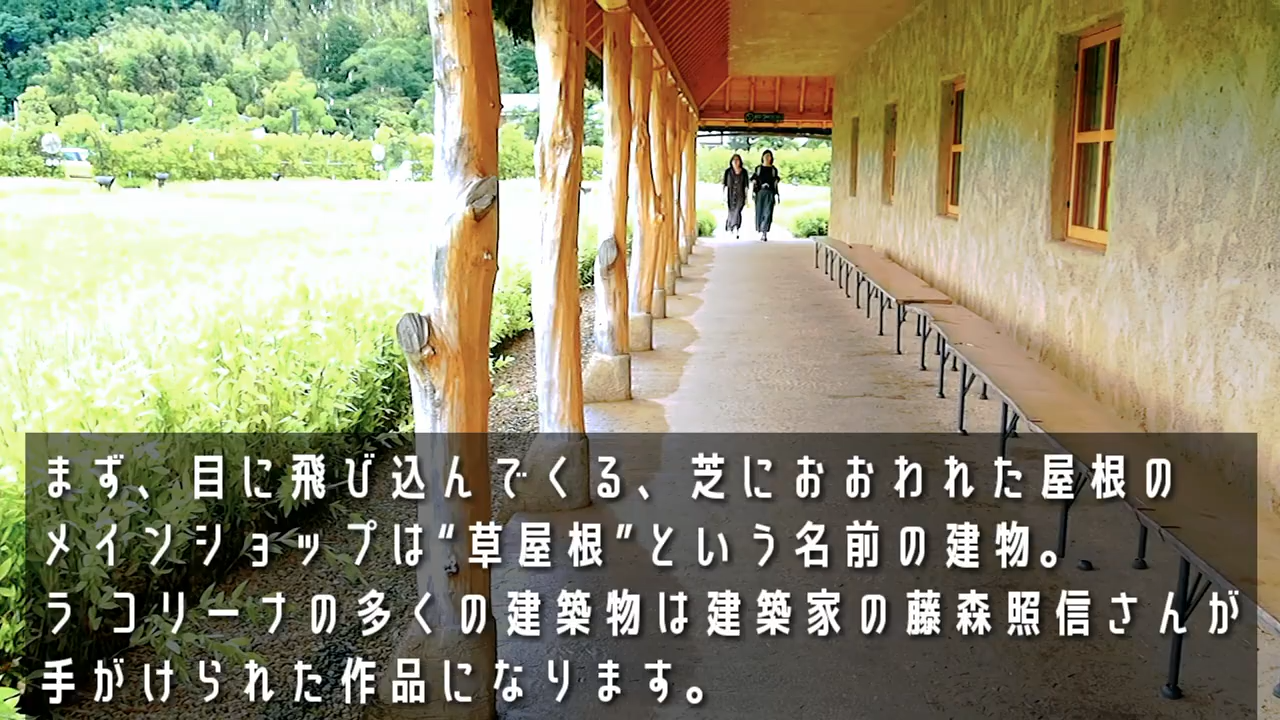 まず、目に飛び込んでくる、芝におおわれた屋根の
メインショップは“草屋根”という名前の建物。
ラ コリーナの多くの建築物は建築家の藤森照信さんが
手がけられた作品になります。